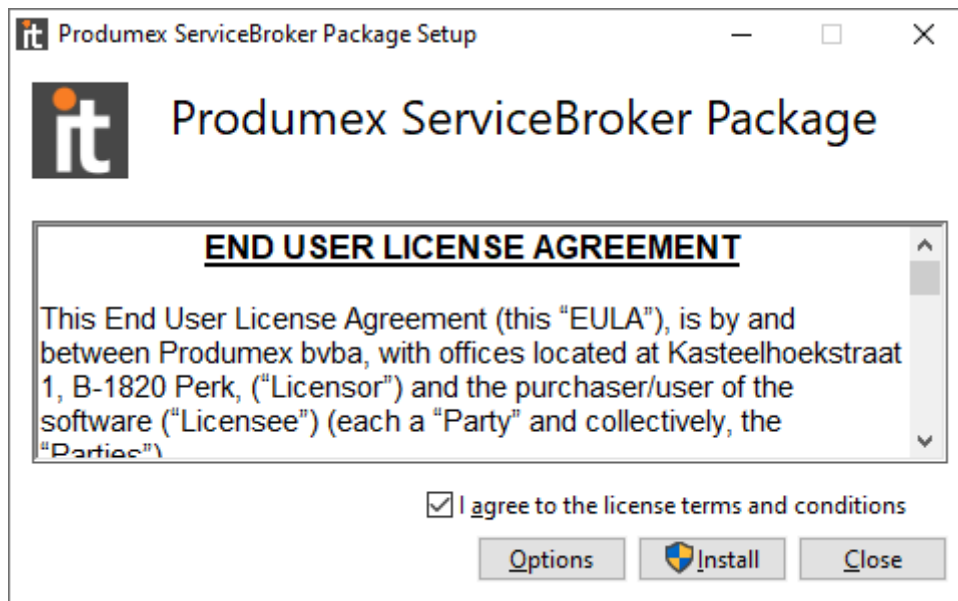 it Produmex ServiceBroker Package Setup
it Produmex ServiceBroker Package
END USER LICENSE AGREEMENT
This End User License Agreement (this “EULA”), is by and
between Produmex bvba, with offices located at Kasteelhoekstraat
1, B-1820 Perk, (“Licensor”) and the purchaser/user of the
software (“Licensee”) (each a “Party” and collectively, the
“Parties”)
I agree to the license terms and conditions
Options Install Close